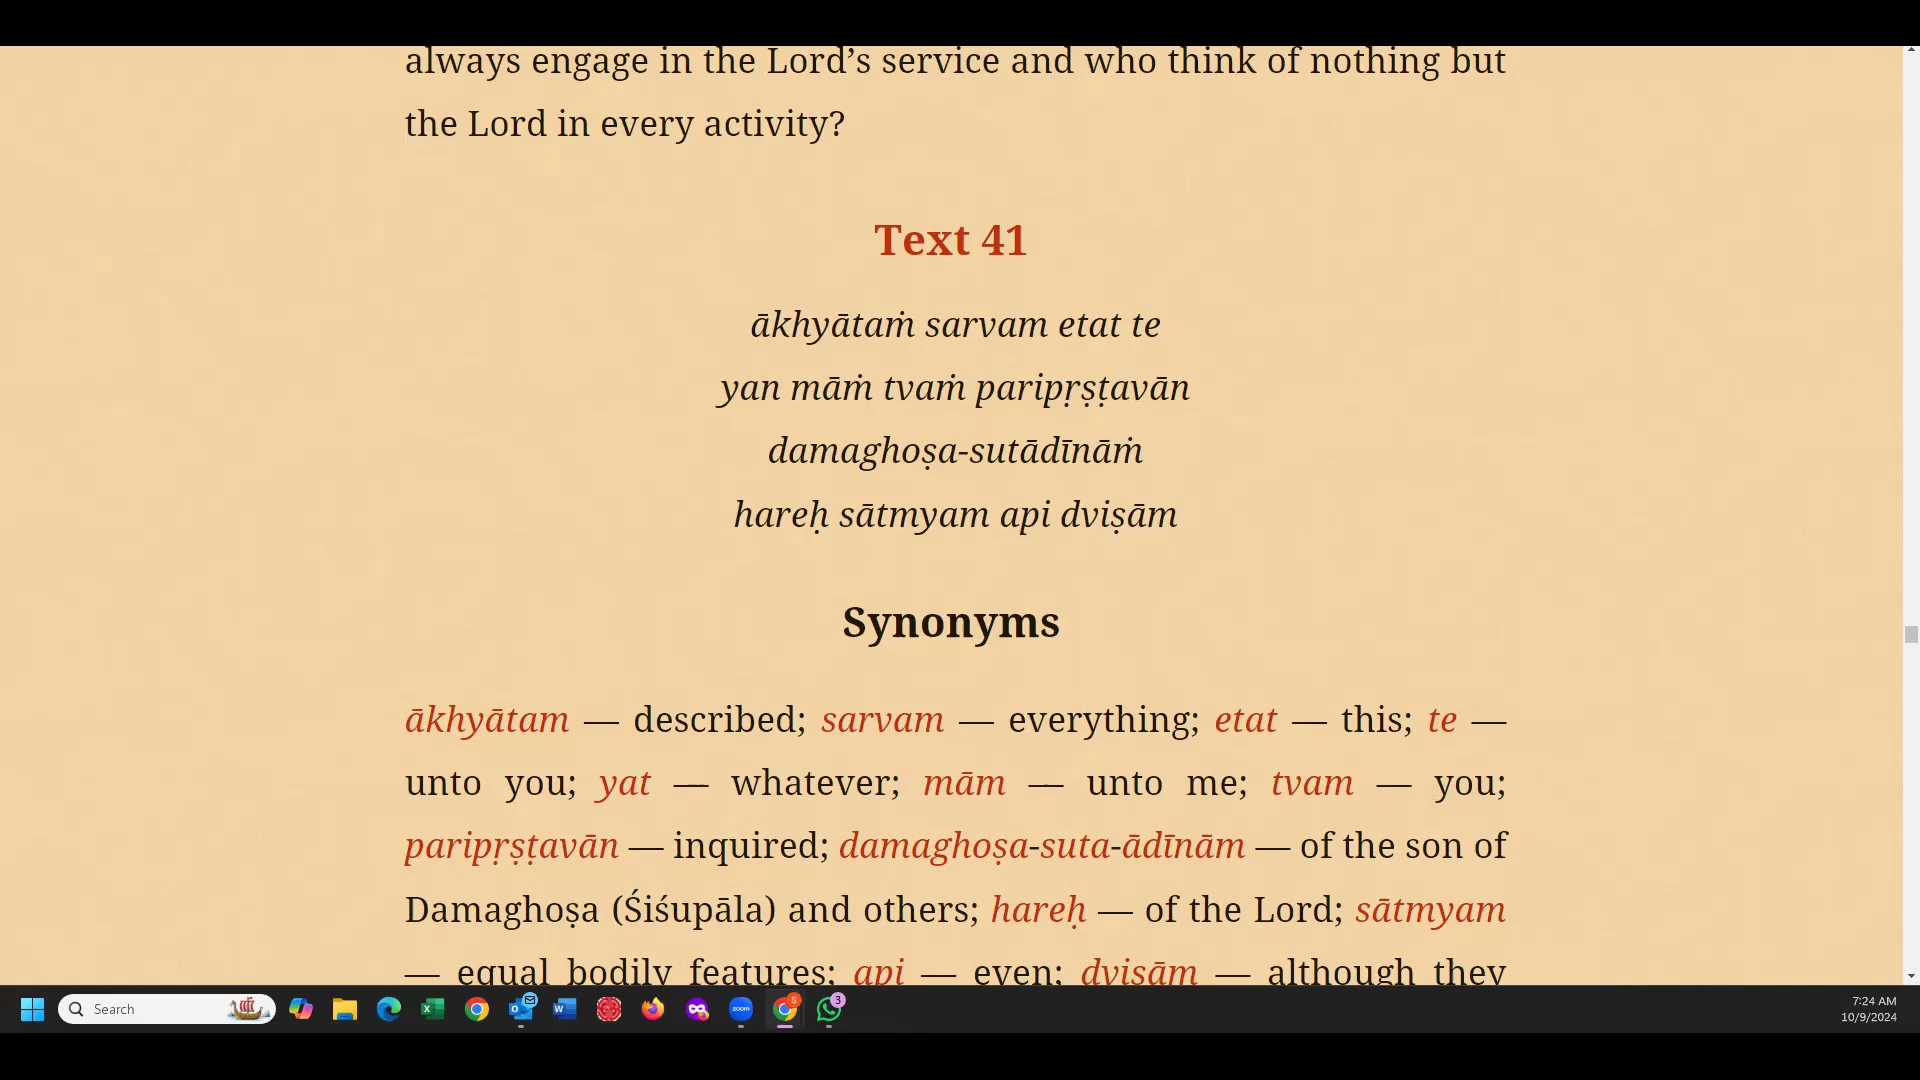 always engage in the Lord’s service and who think of nothing but
the Lord in every activity?
Text 41
ākhyātaṁ sarvam etat te
yan māṁ tvaṁ paripṛṣṭavān
damaghoṣa-sutādīnāṁ
hareḥ sātmyam api dviṣām
Synonyms
ākhyātam — described; sarvam — everything; etat — this; te —
unto you; yat — whatever; mām — unto me; tvam — you;
paripṛṣṭavān — inquired; damaghoṣa-suta-ādīnām — of the son of
Damaghoṣa (Śiśupāla) and others; hareḥ — of the Lord; sātmyam
— equal bodily features; api — even; dviṣām — although they
Search
zoom
S
3
7:24 AM
10/9/2024